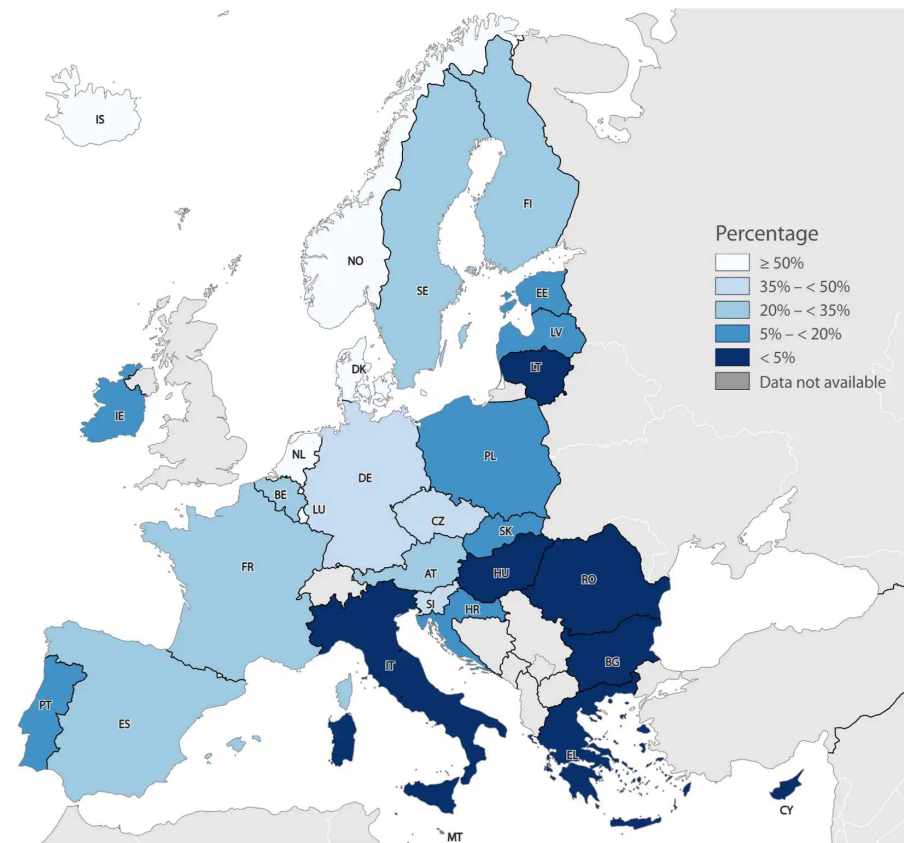 IS
FI
NO
SE
Percentage
≥ 50%
35% – < 50%
20% – < 35%
5% – < 20%
< 5%
Data not available
EE
LV
DK
LT
IE
NL
PL
DE
BE
LU
CZ
SK
FR
AT
HU
RO
SI
HR
IT
BG
PT
ES
EL
CY
MT